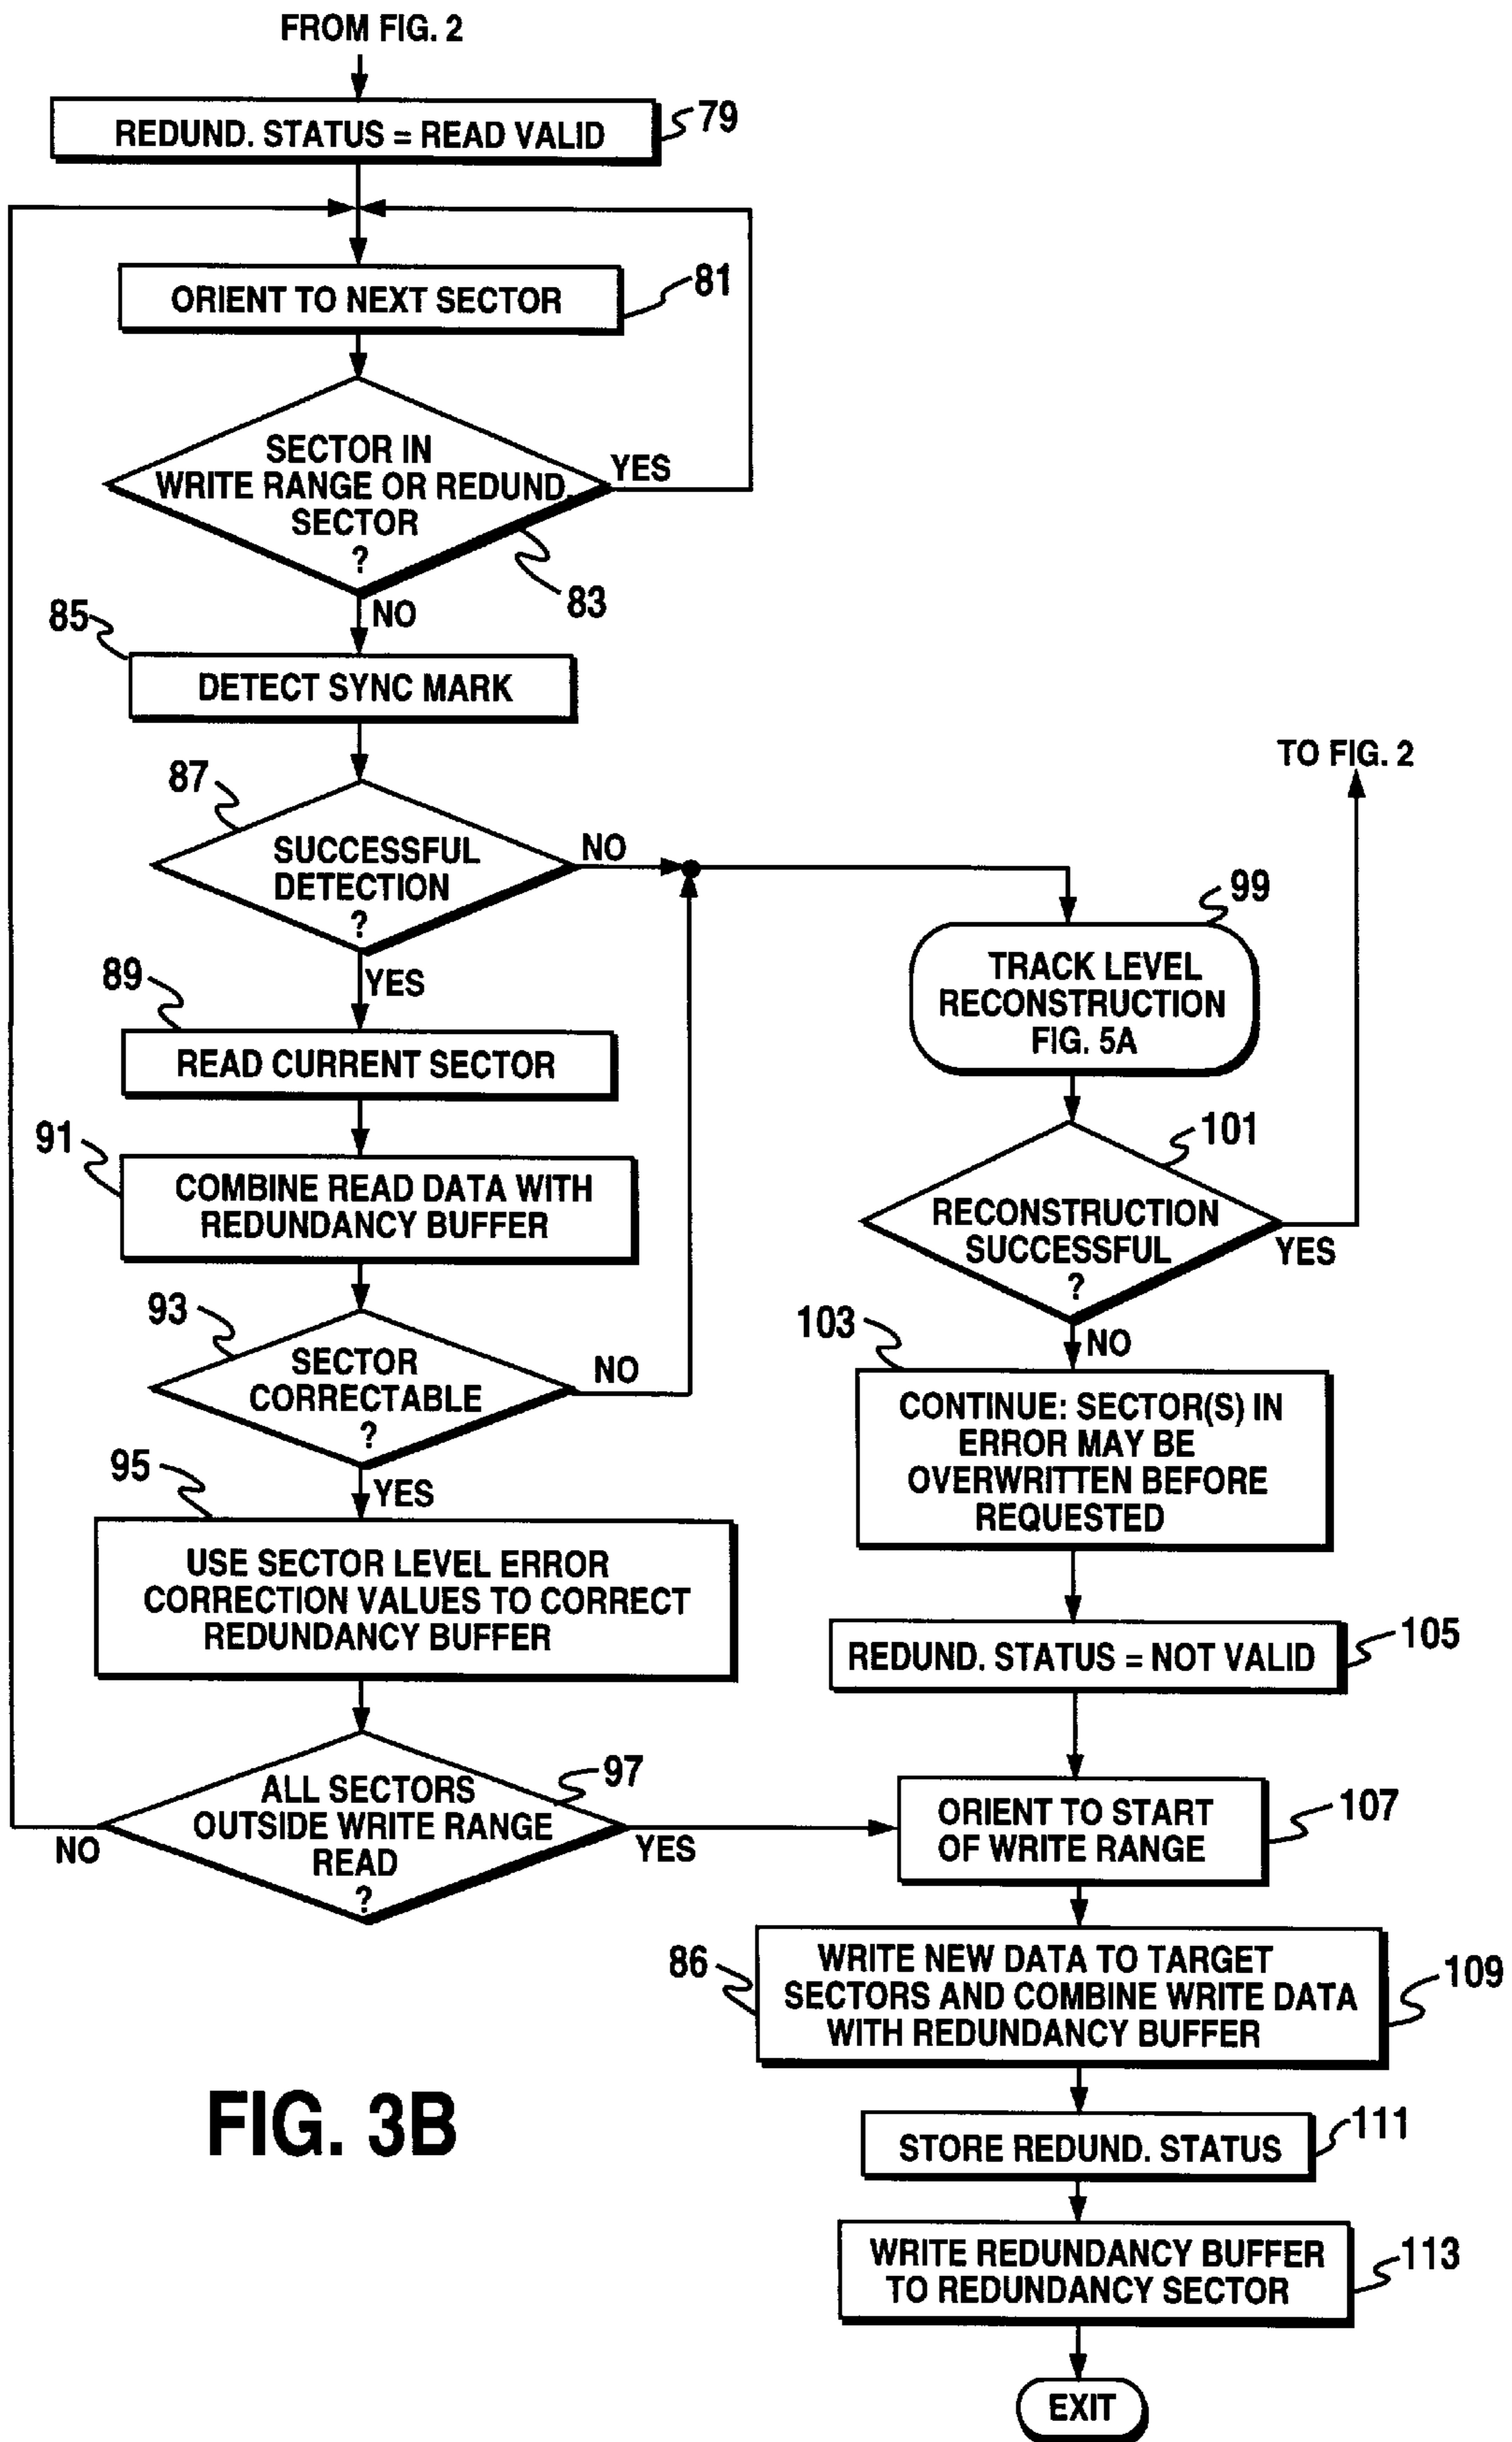 FROM FIG. 2
REDUND. STATUS = READ VALID
79
ORIENT TO NEXT SECTOR
81
SECTOR IN
WRITE RANGE OR REDUND.
SECTOR
?
YES
83
NO
85
DETECT SYNC MARK
87
SUCCESSFUL
DETECTION
?
NO
YES
89
READ CURRENT SECTOR
91
COMBINE READ DATA WITH
REDUNDANCY BUFFER
93
SECTOR
CORRECTABLE
?
NO
YES
95
USE SECTOR LEVEL ERROR
CORRECTION VALUES TO CORRECT
REDUNDANCY BUFFER
ALL SECTORS
OUTSIDE WRITE RANGE
READ
?
97
NO
YES
TO FIG. 2
99
TRACK LEVEL
RECONSTRUCTION
FIG. 5A
101
RECONSTRUCTION
SUCCESSFUL
?
YES
NO
103
CONTINUE: SECTOR(S) IN
ERROR MAY BE
OVERWRITTEN BEFORE
REQUESTED
REDUND. STATUS = NOT VALID
105
ORIENT TO START
OF WRITE RANGE
107
86
WRITE NEW DATA TO TARGET
SECTORS AND COMBINE WRITE DATA
WITH REDUNDANCY BUFFER
109
STORE REDUND. STATUS
111
WRITE REDUNDANCY BUFFER
TO REDUNDANCY SECTOR
113
EXIT
FIG. 3B